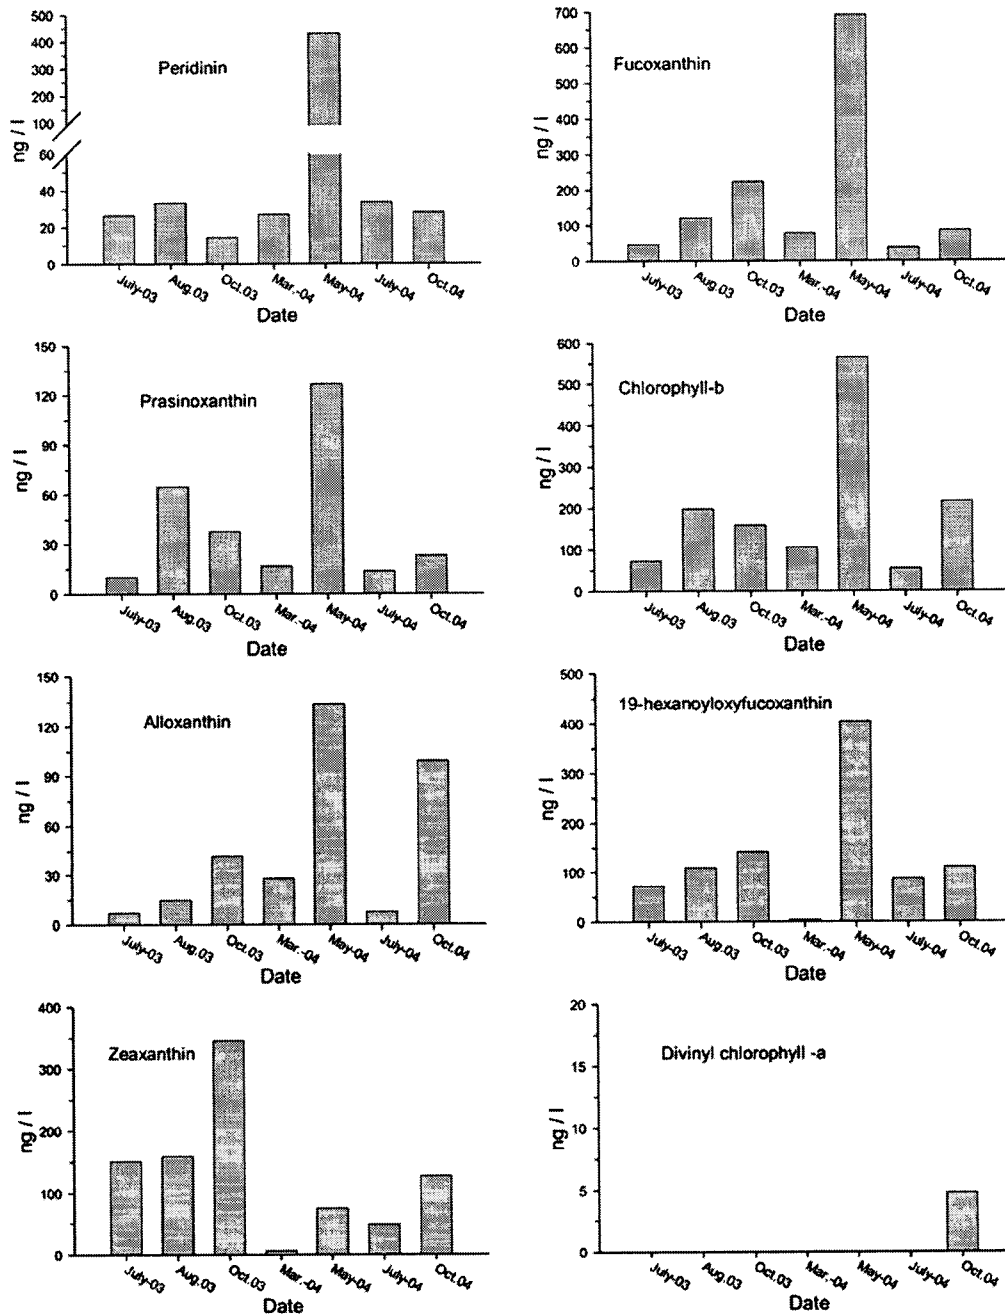 500
400
300
200
100
60
40
20
0
ng / l
Peridinin
July-03
Aug.03
Oct.03
Mar.-04
May-04
July-04
Oct.04
Date
700
600
500
400
300
200
100
0
ng / l
Fucoxanthin
July-03
Aug.03
Oct.03
Mar.-04
May-04
July-04
Oct.04
Date
150
120
90
60
30
0
ng / l
Prasinoxanthin
July-03
Aug.03
Oct.03
Mar.-04
May-04
July-04
Oct.04
Date
600
500
400
300
200
100
0
ng / l
Chlorophyll-b
July-03
Aug.03
Oct.03
Mar.-04
May-04
July-04
Oct.04
Date
150
120
90
60
30
0
ng / l
Alloxanthin
July-03
Aug.03
Oct.03
Mar.-04
May-04
July-04
Oct.04
Date
500
400
300
200
100
0
ng / l
19-hexanoyloxyfucoxanthin
July-03
Aug.03
Oct.03
Mar.-04
May-04
July-04
Oct.04
Date
400
300
200
100
0
ng / l
Zeaxanthin
July-03
Aug.03
Oct.03
Mar.-04
May-04
July-04
Oct.04
Date
20
15
10
5
0
ng / l
Divinyl chlorophyll -a
July-03
Aug.03
Oct.03
Mar.-04
May-04
July-04
Oct.04
Date